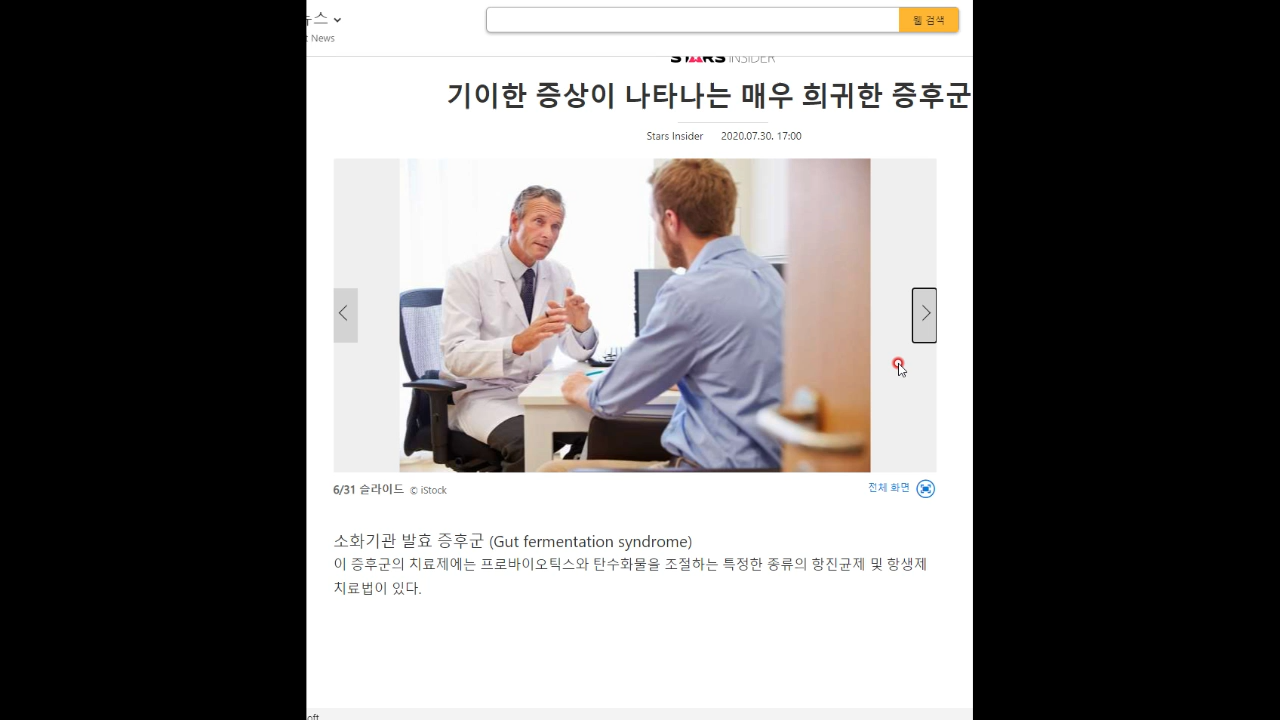 뉴스
News
웹 검색
STARS INSIDER
기이한 증상이 나타나는 매우 희귀한 증후군
Stars Insider 2020.07.30. 17:00
6/31 슬라이드 © iStock
전체 화면
소화기관 발효 증후군 (Gut fermentation syndrome)
이 증후군의 치료제에는 프로바이오틱스와 탄수화물을 조절하는 특정한 종류의 항진균제 및 항생제
치료법이 있다.